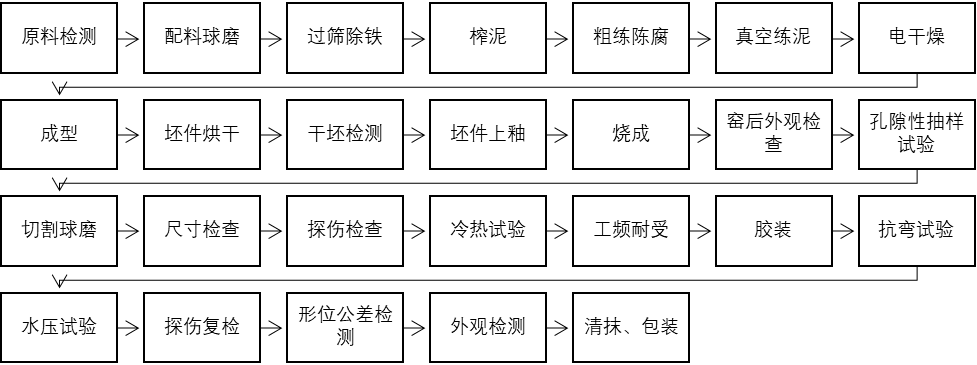 原料检测
配料球磨
过筛除铁
榨泥
粗练陈腐
真空练泥
电干燥
成型
坯件烘干
干坯检测
坯件上釉
烧成
窑后外观检
查
孔隙性抽样
试验
切割球磨
尺寸检查
探伤检查
冷热试验
工频耐受
胶装
抗弯试验
水压试验
探伤复检
形位公差检
测
外观检测
清抹、包装